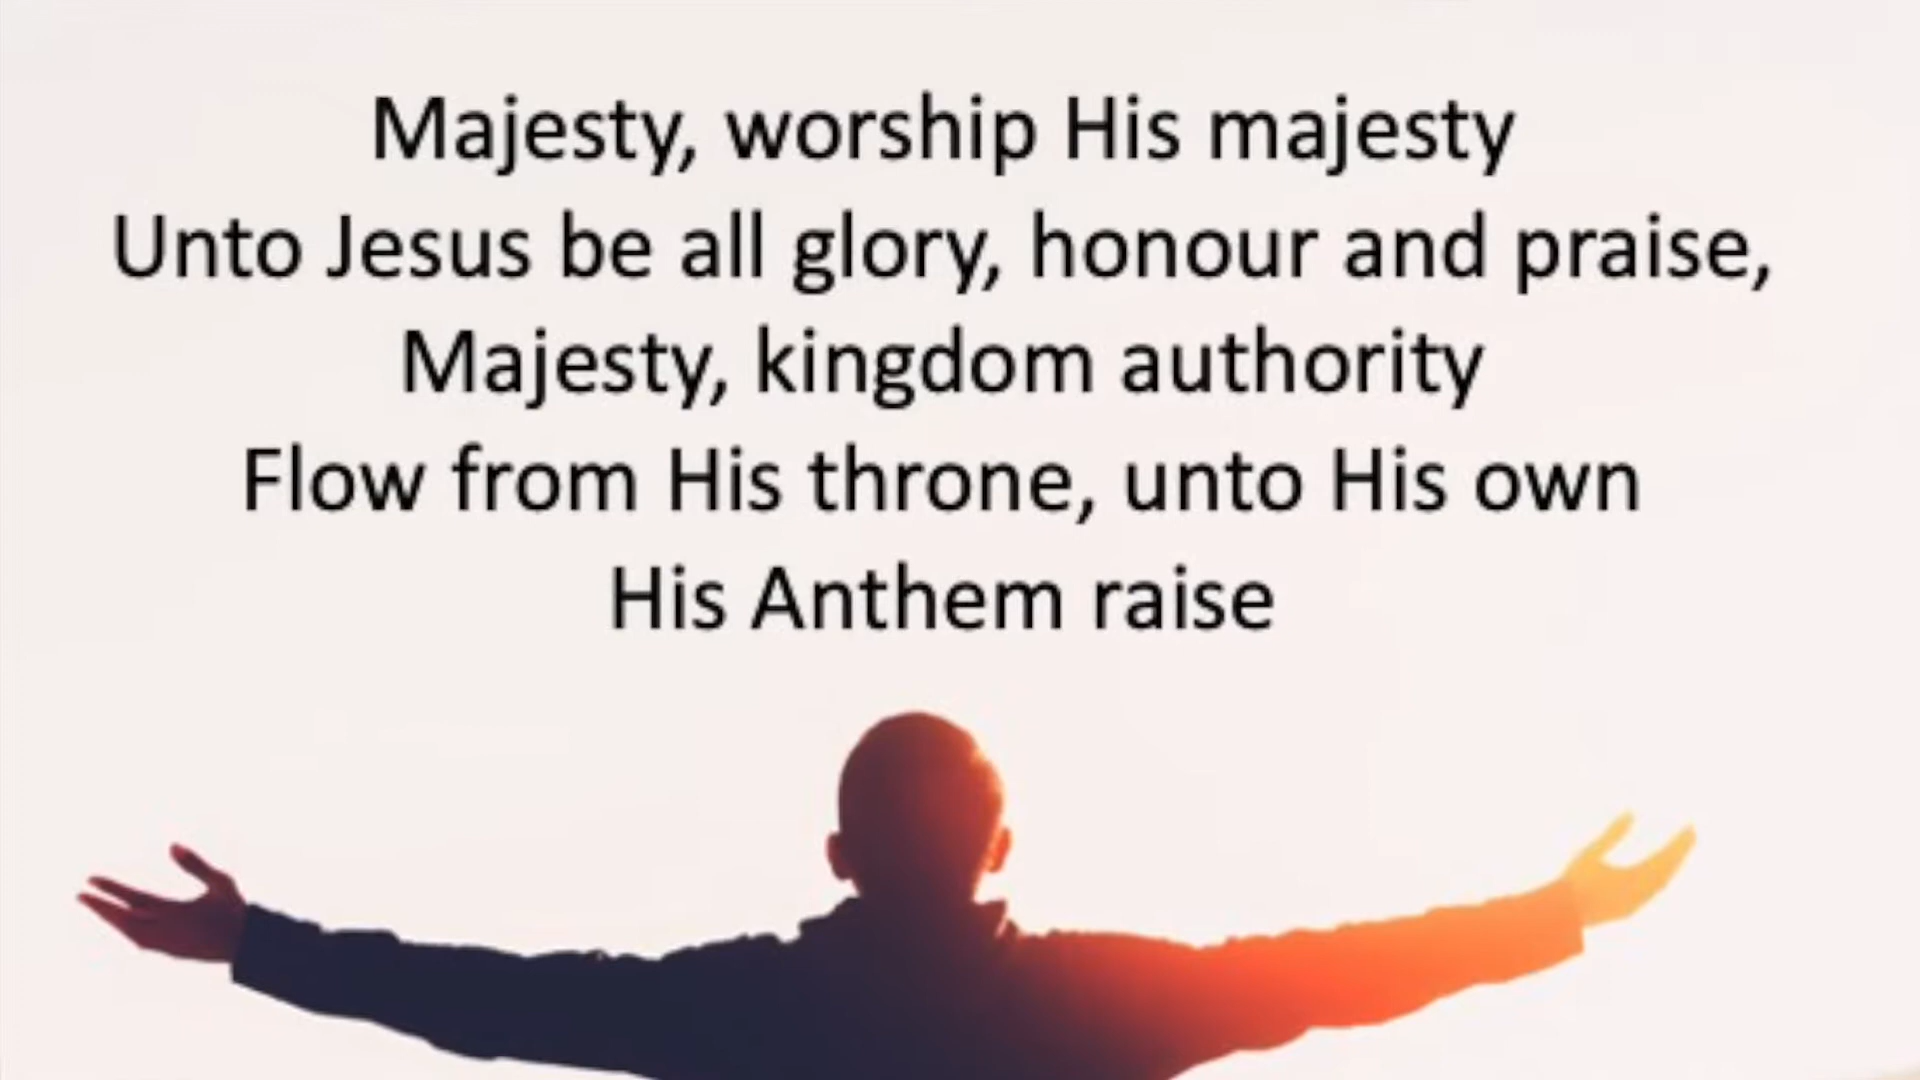 Majesty, worship His majesty
Unto Jesus be all glory, honour and praise,
Majesty, kingdom authority
Flow from His throne, unto His own
His Anthem raise